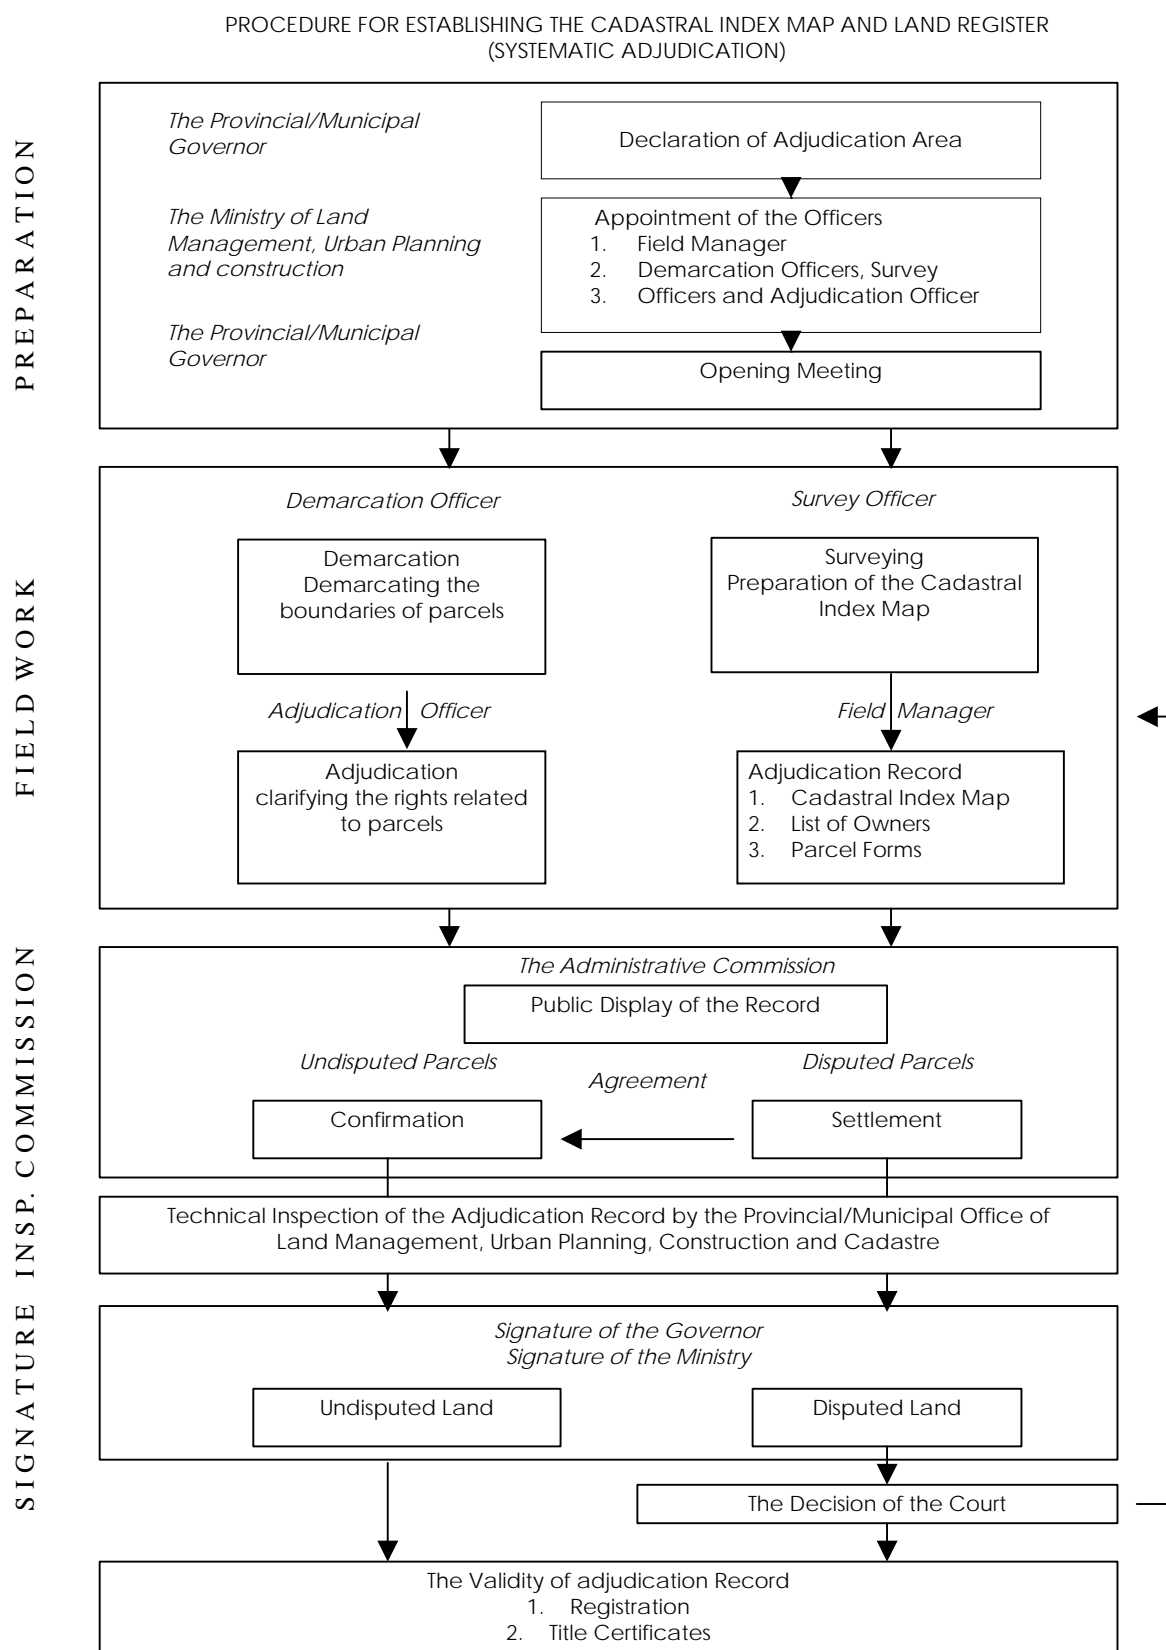 PROCEDURE FOR ESTABLISHING THE CADASTRAL INDEX MAP AND LAND REGISTER
(SYSTEMATIC ADJUDICATION)
PREPARATION
The Provincial/Municipal
Governor
Declaration of Adjudication Area
The Ministry of Land
Management, Urban Planning
and construction
Appointment of the Officers
1. Field Manager
2. Demarcation Officers, Survey
3. Officers and Adjudication Officer
The Provincial/Municipal
Governor
Opening Meeting
FIELD WORK
Demarcation Officer
Survey Officer
Demarcation
Demarcating the
boundaries of parcels
Surveying
Preparation of the Cadastral
Index Map
Adjudication Officer
Field Manager
Adjudication
clarifying the rights related
to parcels
Adjudication Record
1. Cadastral Index Map
2. List of Owners
3. Parcel Forms
SIGNATURE INSP. COMMISSION
The Administrative Commission
Public Display of the Record
Undisputed Parcels
Agreement
Disputed Parcels
Confirmation
Settlement
Technical Inspection of the Adjudication Record by the Provincial/Municipal Office of
Land Management, Urban Planning, Construction and Cadastre
Signature of the Governor
Signature of the Ministry
Undisputed Land
Disputed Land
The Decision of the Court
The Validity of adjudication Record
1. Registration
2. Title Certificates